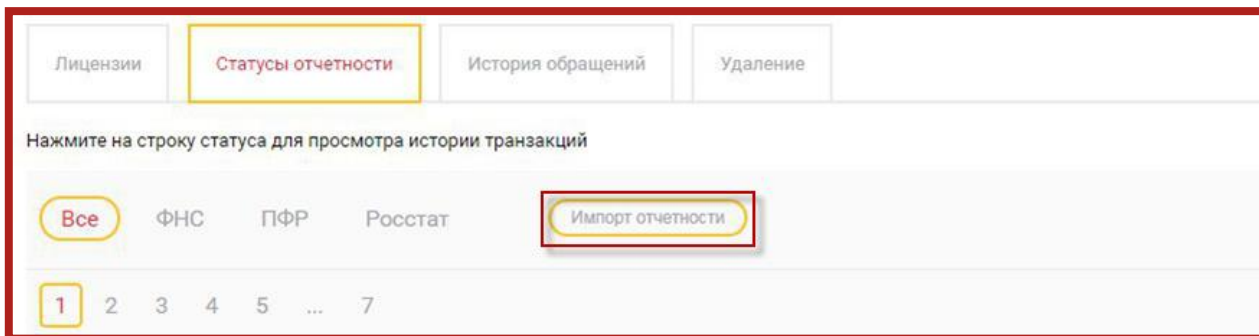 Лицензии Статусы отчетности История обращений Удаление
Нажмите на строку статуса для просмотра истории транзакций
Все ФНС ПФР Росстат Импорт отчетности
1 2 3 4 5 ... 7